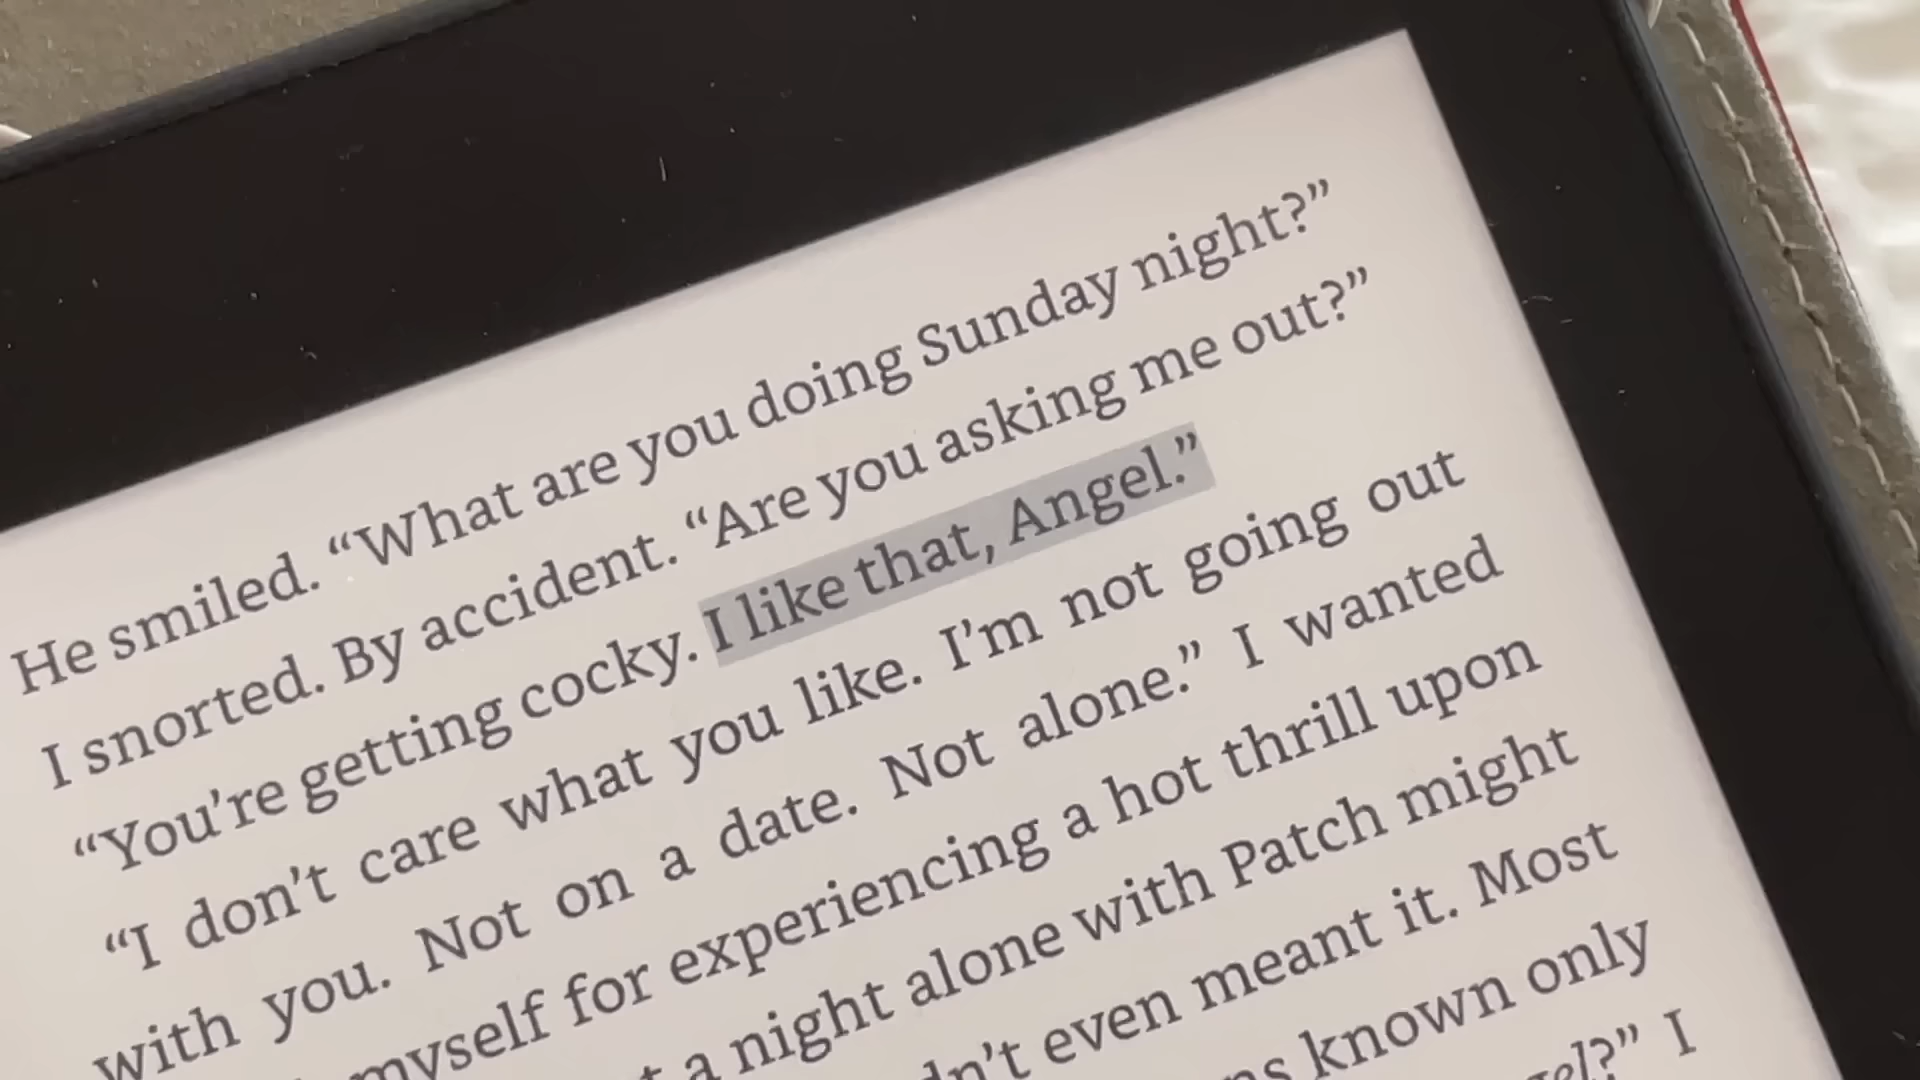 He smiled. “What are you doing Sunday night?”
I snorted. By accident. “Are you asking me out?”
“You’re getting cocky. I like that, Angel.”
“I don’t care what you like. I’m not going out
with you. Not on a date. Not alone.” I wanted
myself for experiencing a hot thrill upon
a night alone with Patch might
even meant it. Most
known only
I